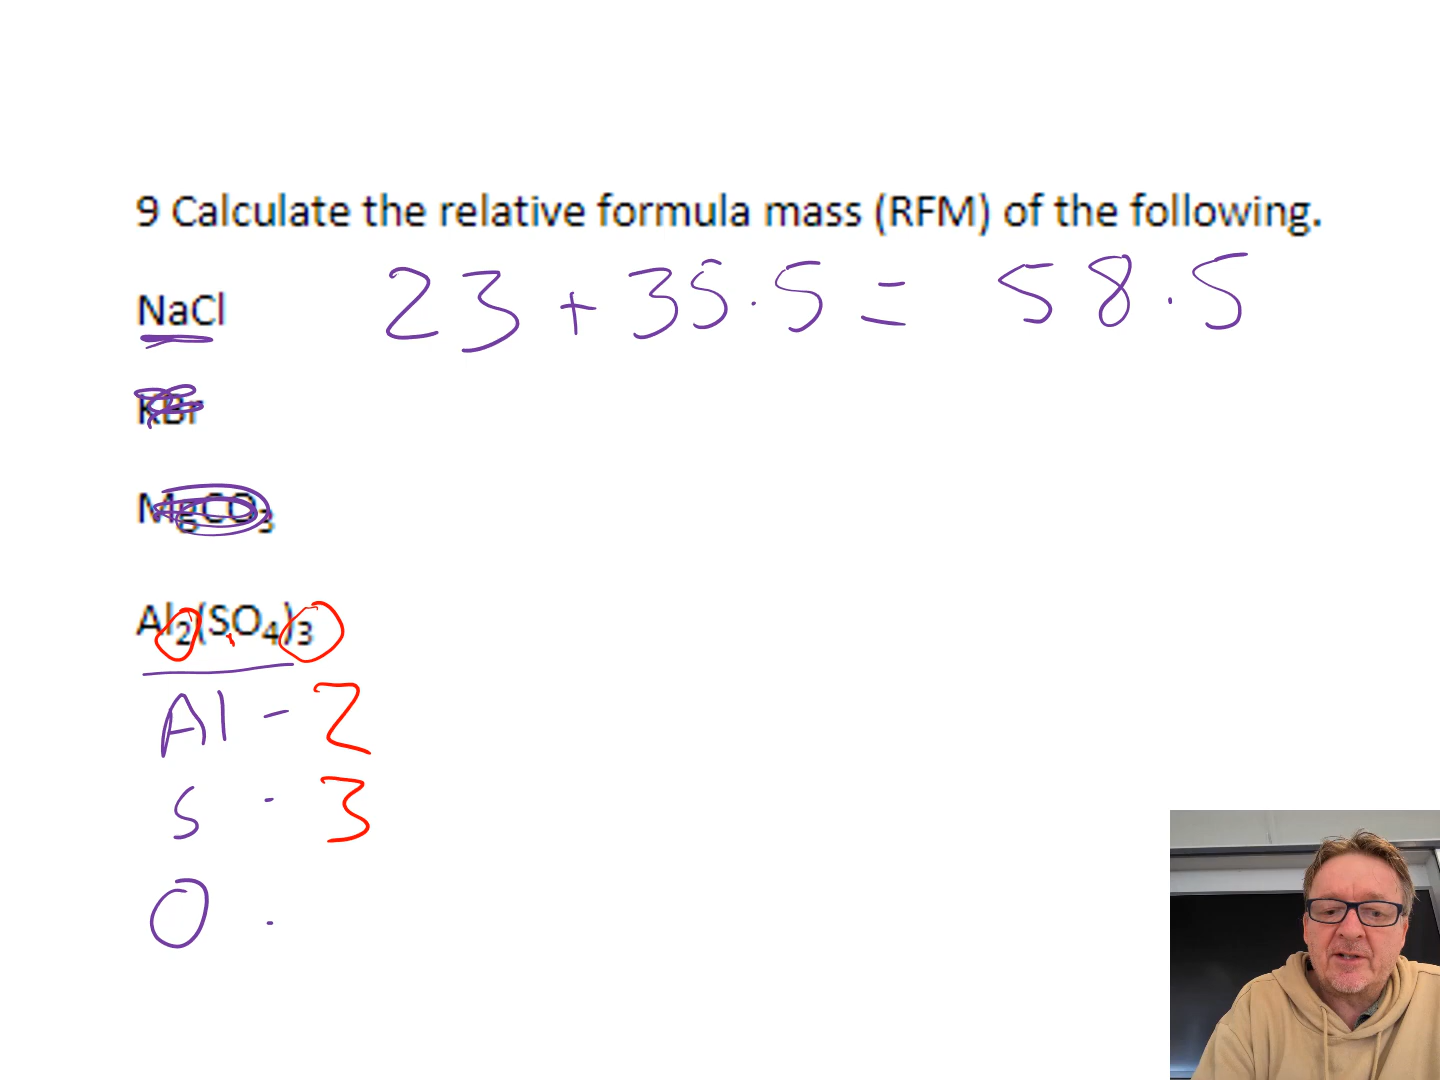 9 Calculate the relative formula mass (RFM) of the following.
NaCl 23 + 35.5 = 58.5
KBr
MgCO₃
Al₂(SO₄)₃
Al - 2
S - 3
O -